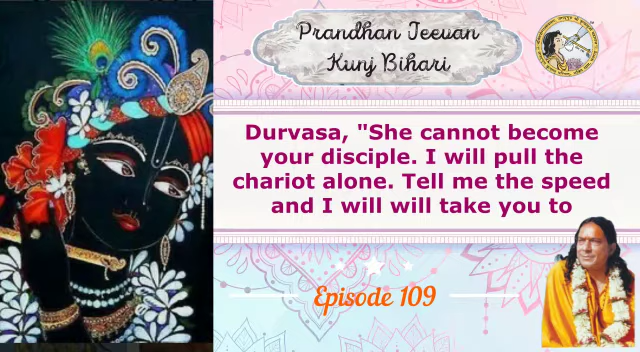 Prandhan Jeevan
Kunj Bihari
Durvasa, "She cannot become
your disciple. I will pull the
chariot alone. Tell me the speed
and I will will take you to
Episode 109